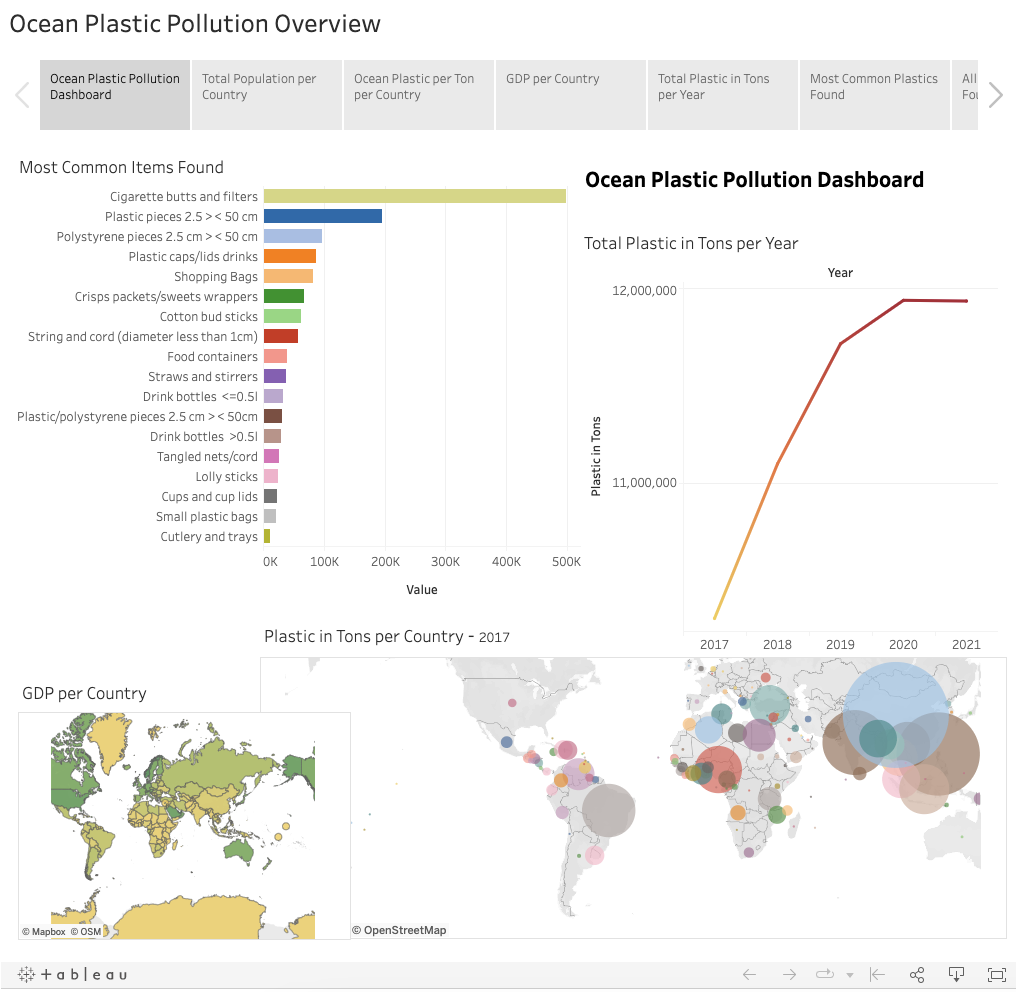 Ocean Plastic Pollution Overview
Ocean Plastic Pollution
Dashboard
Total Population per
Country
Ocean Plastic per Ton
per Country
GDP per Country
Total Plastic in Tons
per Year
Most Common Plastics
Found
All
Most Common Items Found
Cigarette butts and filters
Plastic pieces 2.5 > < 50 cm
Polystyrene pieces 2.5 cm > < 50 cm
Plastic caps/lids drinks
Shopping Bags
Crisps packets/sweets wrappers
Cotton bud sticks
String and cord (diameter less than 1cm)
Food containers
Straws and stirrers
Drink bottles <=0.5l
Plastic/polystyrene pieces 2.5 cm > < 50cm
Drink bottles >0.5l
Tangled nets/cord
Lolly sticks
Cups and cup lids
Small plastic bags
Cutlery and trays
0K 100K 200K 300K 400K 500K
Value
Ocean Plastic Pollution Dashboard
Total Plastic in Tons per Year
Year
12,000,000
11,000,000
Plastic in Tons
2017 2018 2019 2020 2021
Plastic in Tons per Country - 2017
© OpenStreetMap
GDP per Country
© Mapbox © OSM
+ a b l e a u